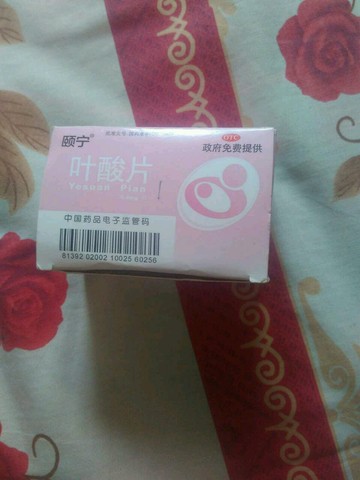 颐宁®
OTC
政府免费提供
叶酸片
Yesuan Pian
中国药品电子监管码
81392 02002 10025 60256